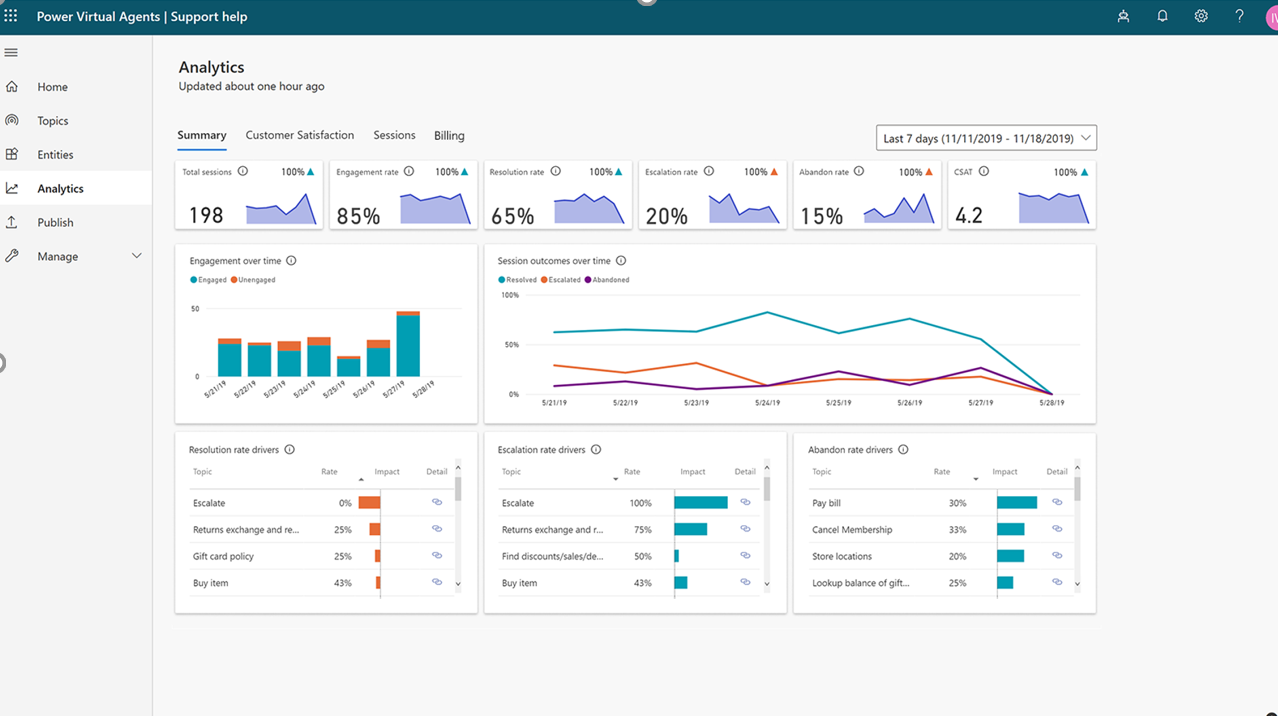 Power Virtual Agents | Support help
?
IV
Home
Topics
Entities
Analytics
Publish
Manage
Analytics
Updated about one hour ago
Summary Customer Satisfaction Sessions Billing
Last 7 days (11/11/2019 - 11/18/2019)
Total sessions 100%
198
Engagement rate 100%
85%
Resolution rate 100%
65%
Escalation rate 100%
20%
Abandon rate 100%
15%
CSAT 100%
4.2
Engagement over time
Engaged Unengaged
50
0
5/21/19 5/22/19 5/23/19 5/24/19 5/25/19 5/26/19 5/27/19 5/28/19
Session outcomes over time
Resolved Escalated Abandoned
100%
50%
0%
5/21/19 5/22/19 5/23/19 5/24/19 5/25/19 5/26/19 5/27/19 5/28/19
Resolution rate drivers
Topic Rate Impact Detail
Escalate 0%
Returns exchange and re... 25%
Gift card policy 25%
Buy item 43%
Escalation rate drivers
Topic Rate Impact Detail
Escalate 100%
Returns exchange and r... 75%
Find discounts/sales/de... 50%
Buy item 43%
Abandon rate drivers
Topic Rate Impact Detail
Pay bill 30%
Cancel Membership 33%
Store locations 20%
Lookup balance of gift... 25%